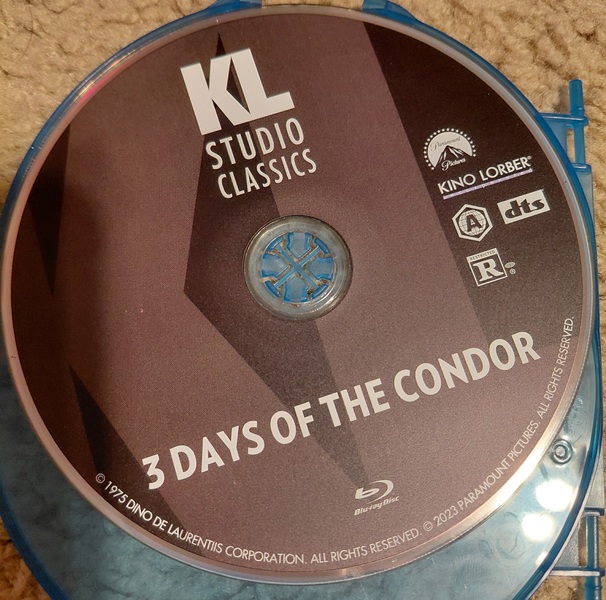 KL
STUDIO
CLASSICS
Paramount
Pictures
KINO LORBER®
A
dts
R
3 DAYS OF THE CONDOR
Blu-ray Disc
© 1975 DINO DE LAURENTIIS CORPORATION. ALL RIGHTS RESERVED. © 2023 PARAMOUNT PICTURES. ALL RIGHTS RESERVED.